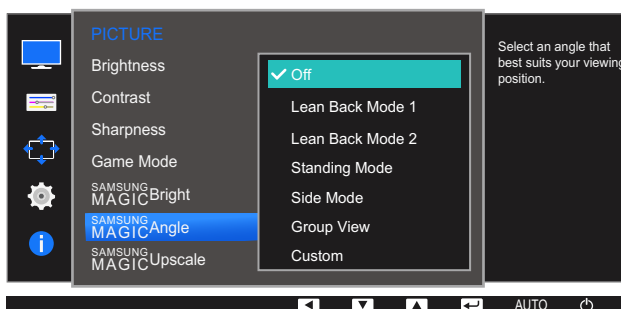 PICTURE
Brightness
Contrast
Sharpness
Game Mode
SAMSUNG
MAGICBright
SAMSUNG
MAGICAngle
SAMSUNG
MAGICUpscale
Off
Lean Back Mode 1
Lean Back Mode 2
Standing Mode
Side Mode
Group View
Custom
Select an angle that
best suits your viewing
position.
AUTO